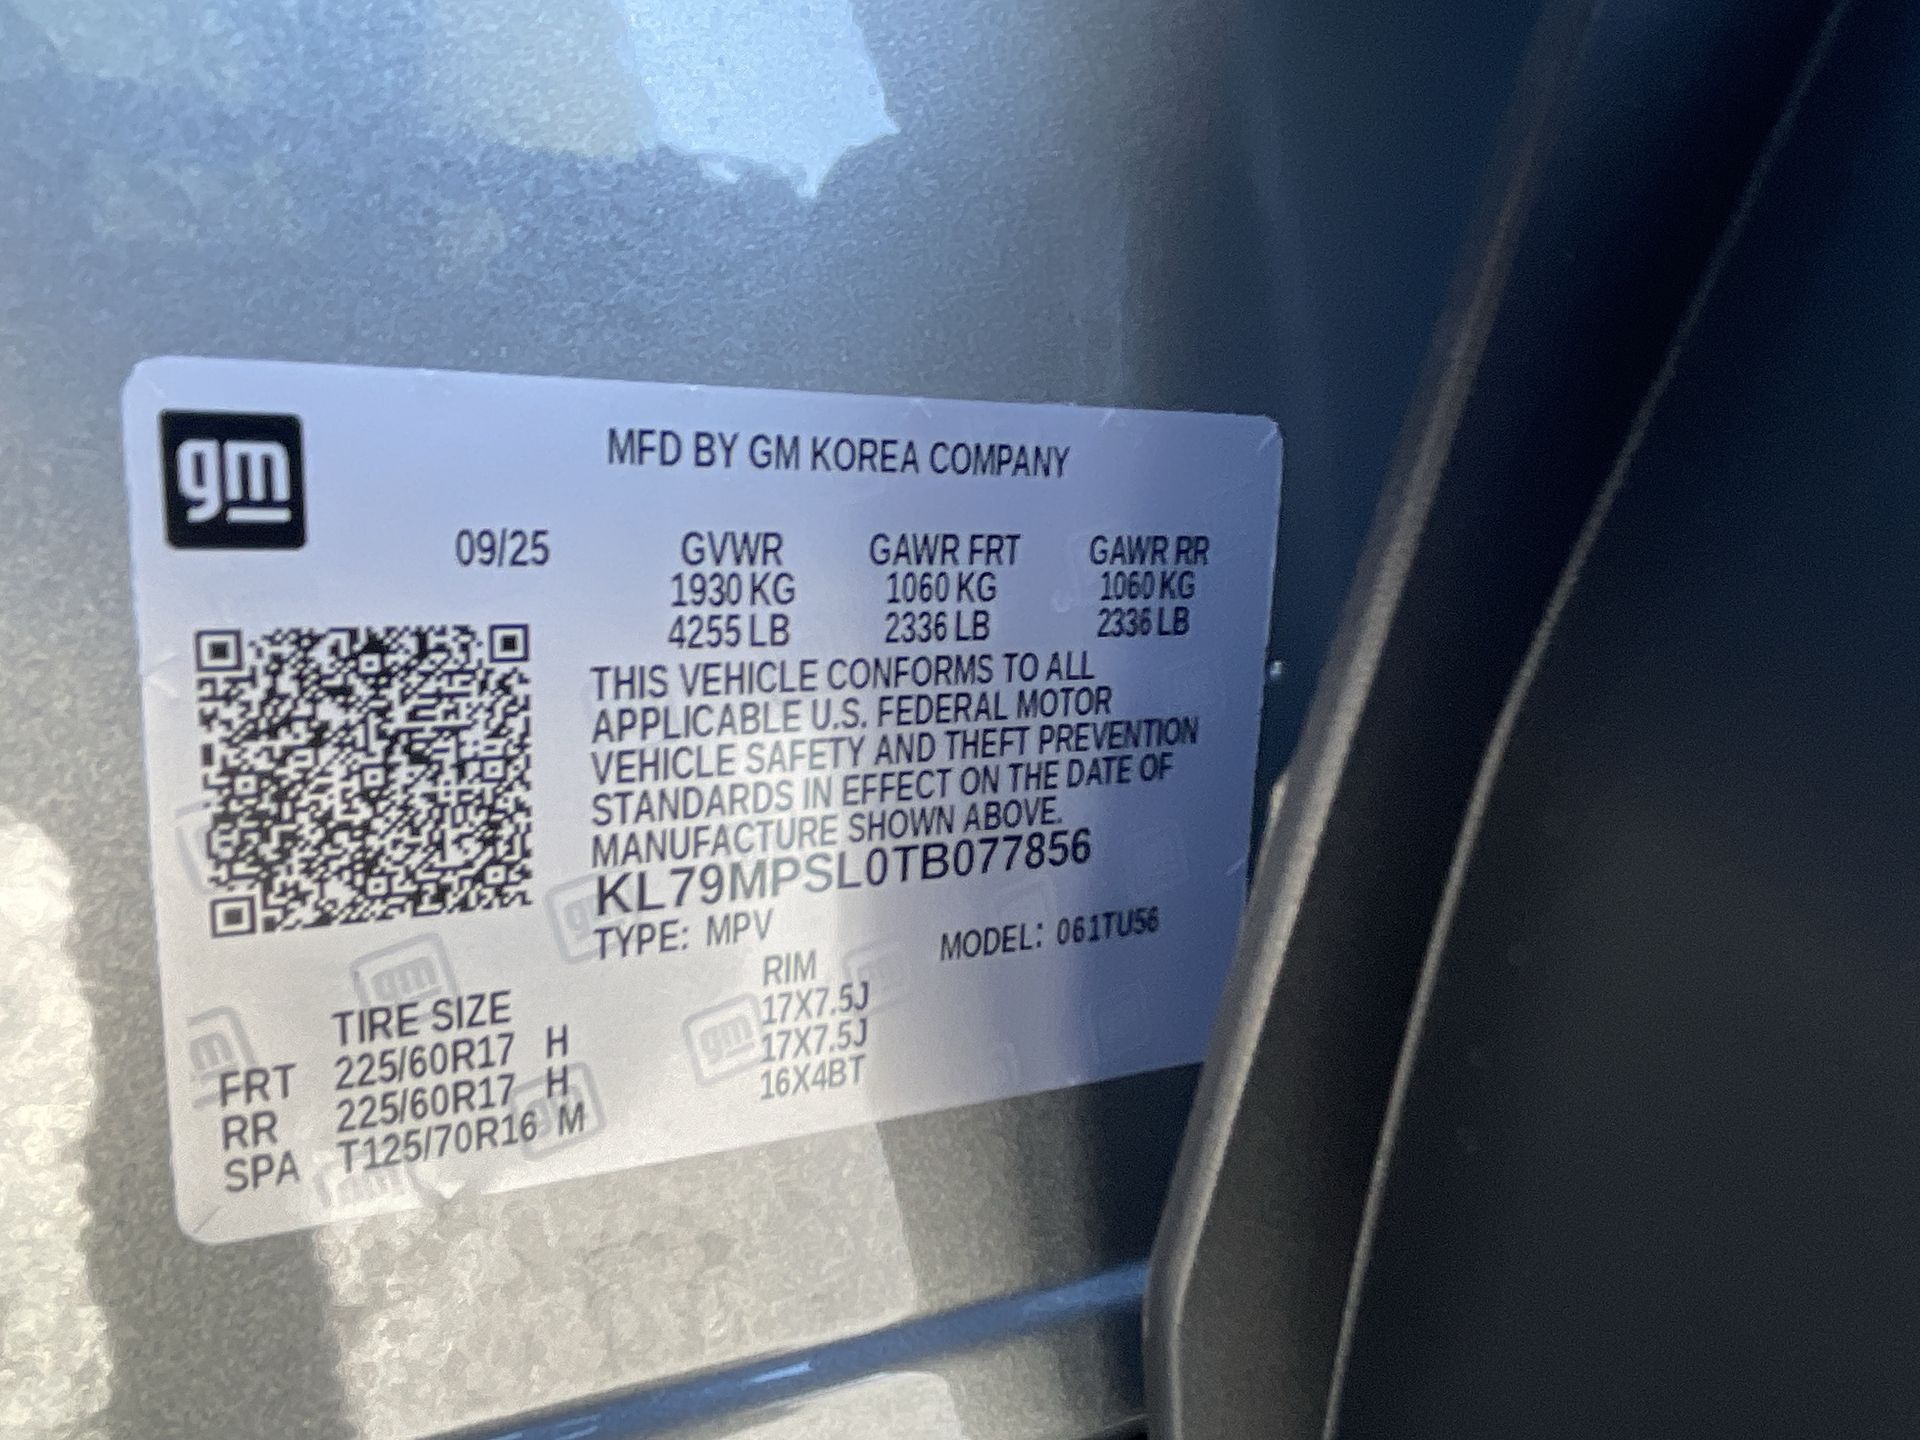 gm
MFD BY GM KOREA COMPANY
09/25 GVWR GAWR FRT GAWR RR
1930 KG 1060 KG 1060 KG
4255 LB 2336 LB 2336 LB
THIS VEHICLE CONFORMS TO ALL
APPLICABLE U.S. FEDERAL MOTOR
VEHICLE SAFETY AND THEFT PREVENTION
STANDARDS IN EFFECT ON THE DATE OF
MANUFACTURE SHOWN ABOVE.
KL79MPSL0TB077856
TYPE: MPV MODEL: 061TU56
TIRE SIZE RIM
FRT 225/60R17 H 17X7.5J
RR 225/60R17 H 17X7.5J
SPA T125/70R16 M 16X4BT